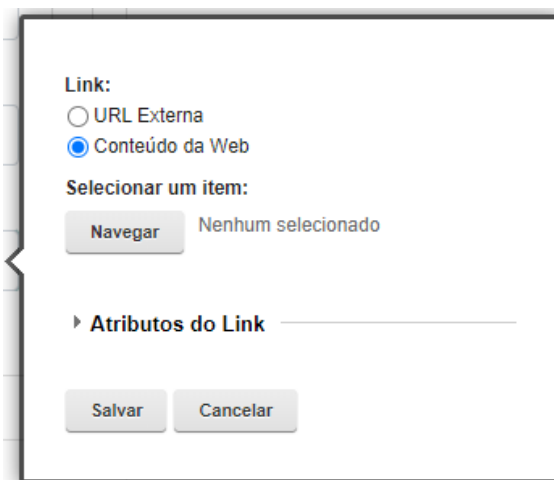 Link:
URL Externa
Conteúdo da Web
Selecionar um item:
Navegar Nenhum selecionado
Atributos do Link
Salvar Cancelar